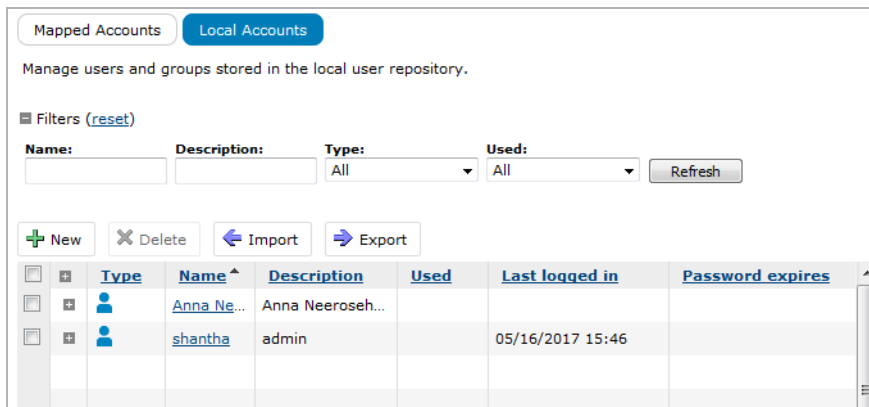 Mapped Accounts Local Accounts
Manage users and groups stored in the local user repository.
Filters (reset)
Name: Description: Type: Used:
All All Refresh
New Delete Import Export
Type Name Description Used Last logged in Password expires
Anna Ne... Anna Neeroseh...
shantha admin 05/16/2017 15:46